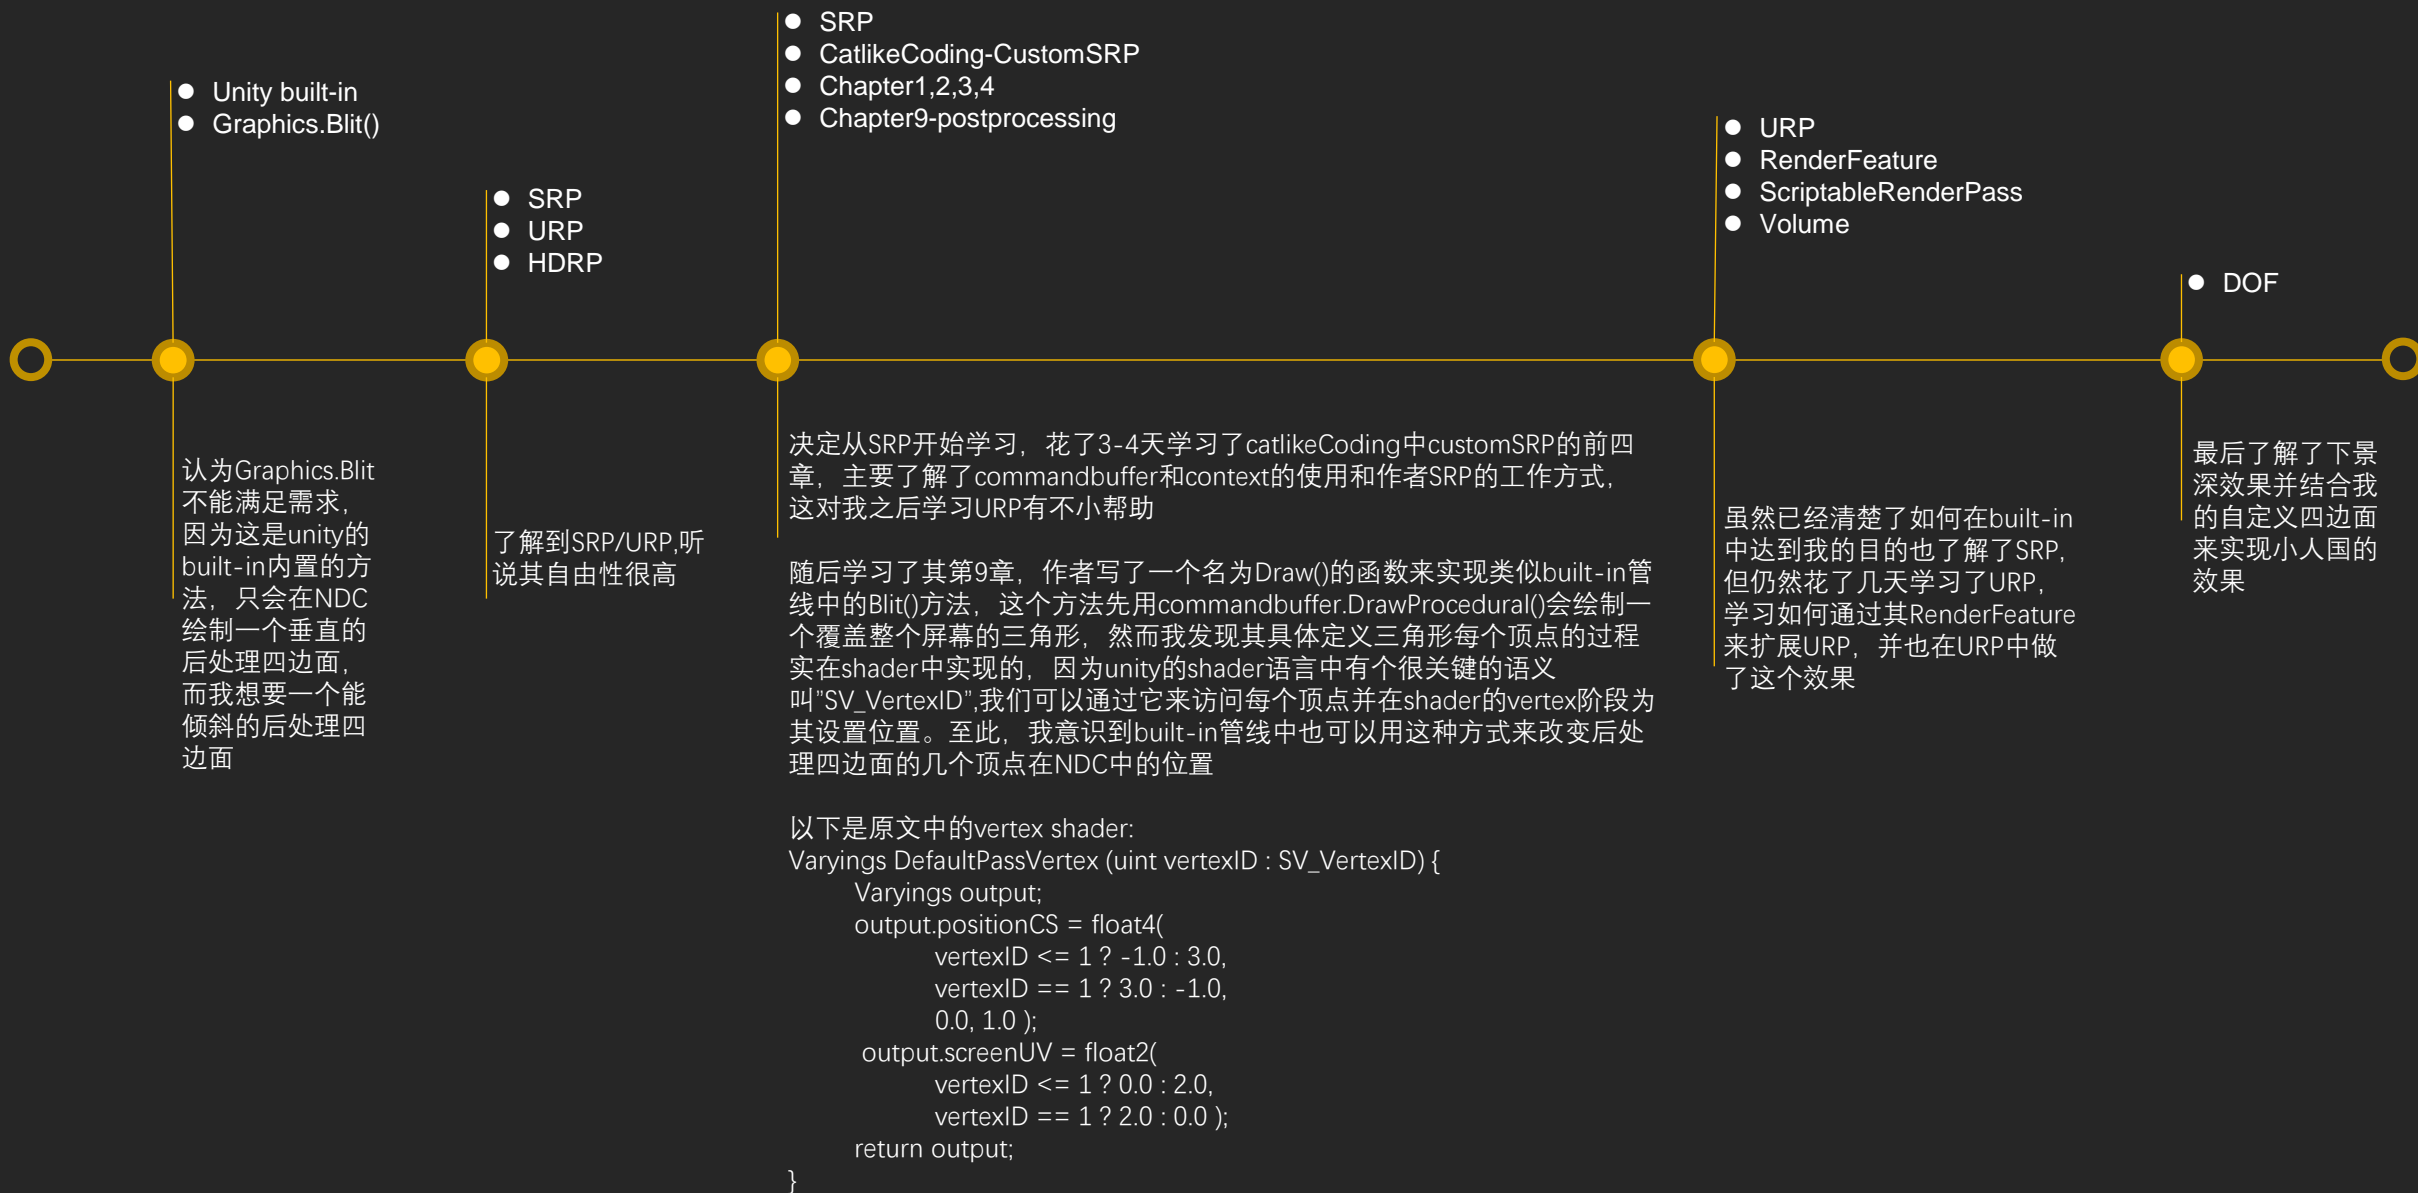 Unity built-in
Graphics.Blit()
认为Graphics.Blit
不能满足需求，
因为这是unity的
built-in内置的方
法，只会在NDC
绘制一个垂直的
后处理四边面，
而我想要一个能
倾斜的后处理四
边面
SRP
URP
HDRP
了解到SRP/URP,听
说其自由性很高
SRP
CatlikeCoding-CustomSRP
Chapter1,2,3,4
Chapter9-postprocessing
决定从SRP开始学习，花了3-4天学习了catlikeCoding中customSRP的前四
章，主要了解了commandbuffer和context的使用和作者SRP的工作方式，
这对我之后学习URP有不小帮助
随后学习了其第9章，作者写了一个名为Draw()的函数来实现类似built-in管
线中的Blit()方法，这个方法先用commandbuffer.DrawProcedural()会绘制一
个覆盖整个屏幕的三角形，然而我发现其具体定义三角形每个顶点的过程
实在shader中实现的，因为unity的shader语言中有个很关键的语义
叫”SV_VertexID”,我们可以通过它来访问每个顶点并在shader的vertex阶段为
其设置位置。至此，我意识到built-in管线中也可以用这种方式来改变后处
理四边面的几个顶点在NDC中的位置
以下是原文中的vertex shader:
Varyings DefaultPassVertex (uint vertexID : SV_VertexID) {
Varyings output;
output.positionCS = float4(
vertexID <= 1 ? -1.0 : 3.0,
vertexID == 1 ? 3.0 : -1.0,
0.0, 1.0 );
output.screenUV = float2(
vertexID <= 1 ? 0.0 : 2.0,
vertexID == 1 ? 2.0 : 0.0 );
return output;
}
URP
RenderFeature
ScriptableRenderPass
Volume
虽然已经清楚了如何在built-in
中达到我的目的也了解了SRP,
但仍然花了几天学习了URP，
学习如何通过其RenderFeature
来扩展URP，并也在URP中做
了这个效果
DOF
最后了解了下景
深效果并结合我
的自定义四边面
来实现小人国的
效果